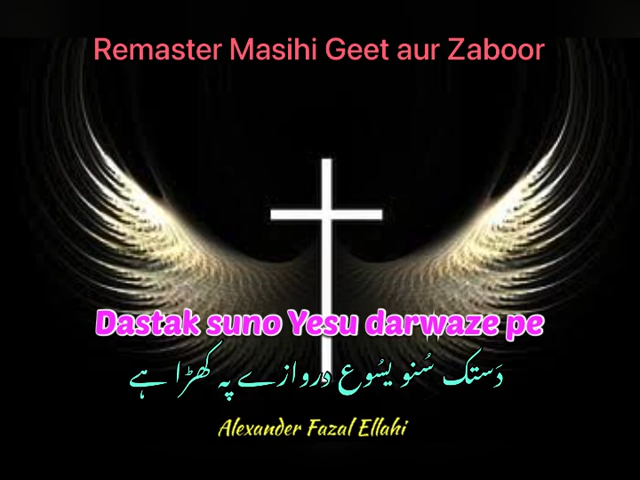 Remaster Masihi Geet aur Zaboor
Dastak suno Yesu darwaze pe
دَستک سُنو یسُوع دروازے پہ کھڑا ہے
Alexander Fazal Ellahi